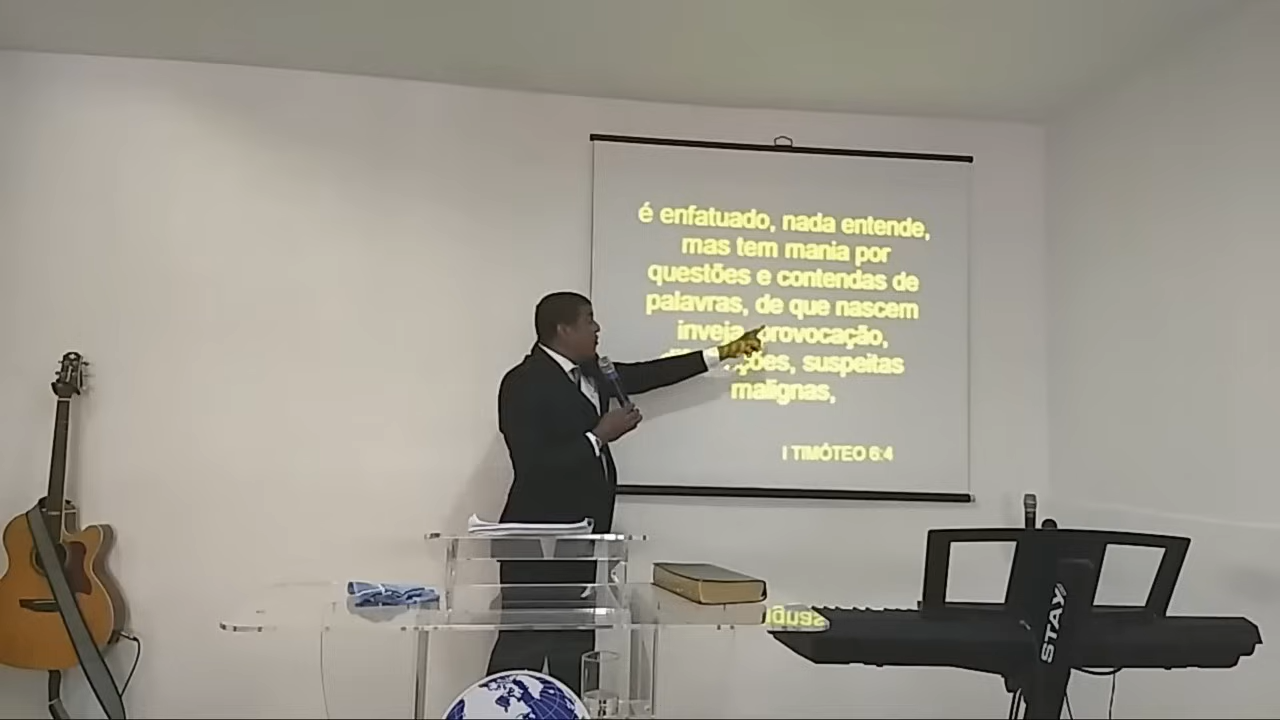 é enfatuado, nada entende,
mas tem mania por
questões e contendas de
palavras, de que nascem
inveja, provocação,
suspeitas
malignas,
I TIMÓTEO 6:4
STAY